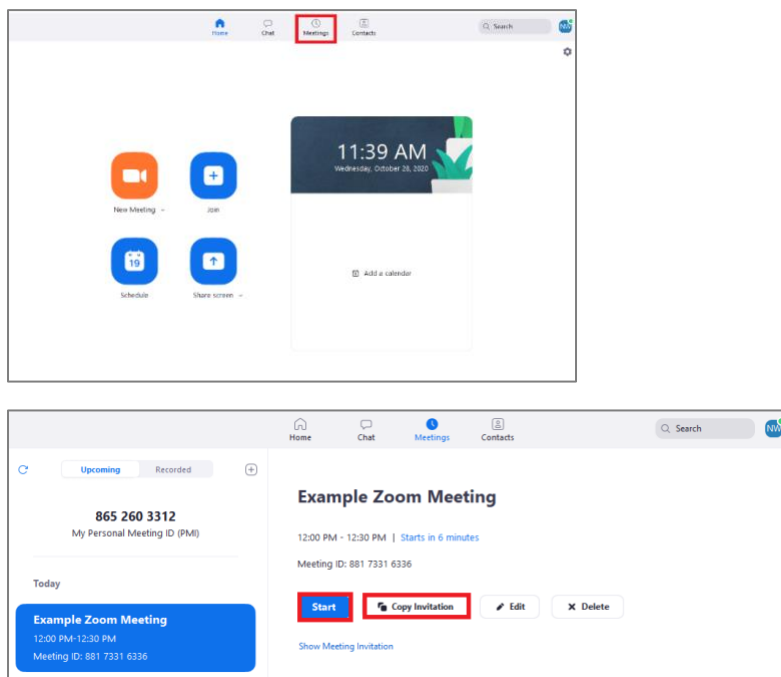 Home Chat Meetings Contacts Search NW
11:39 AM
Wednesday, October 28, 2020
New Meeting Join
19
Add a calendar
Schedule Share screen
Home Chat Meetings Contacts Search NW
Upcoming Recorded
865 260 3312
My Personal Meeting ID (PMI)
Today
Example Zoom Meeting
12:00 PM-12:30 PM
Meeting ID: 881 7331 6336
Example Zoom Meeting
12:00 PM - 12:30 PM | Starts in 6 minutes
Meeting ID: 881 7331 6336
Start Copy Invitation Edit Delete
Show Meeting Invitation